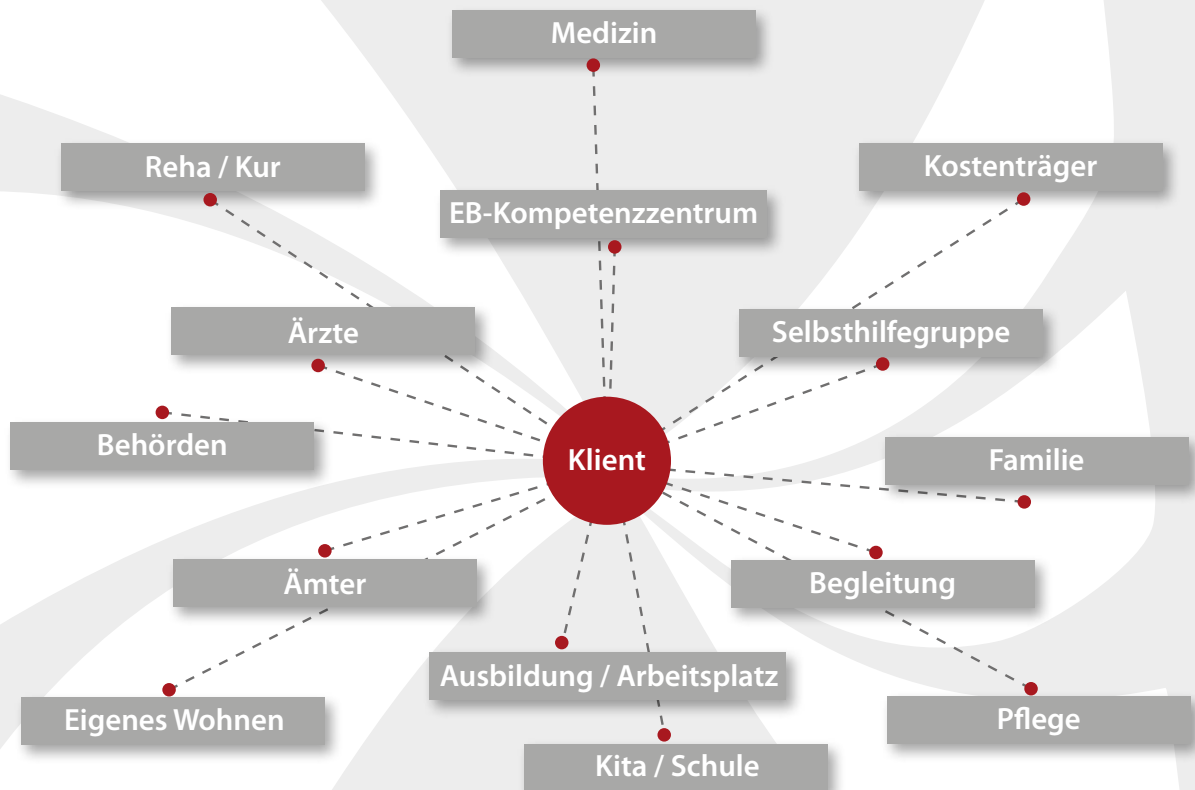 Medizin
Reha / Kur
Kostenträger
EB-Kompetenzzentrum
Ärzte
Selbsthilfegruppe
Behörden
Klient
Familie
Ämter
Begleitung
Ausbildung / Arbeitsplatz
Eigenes Wohnen
Pflege
Kita / Schule